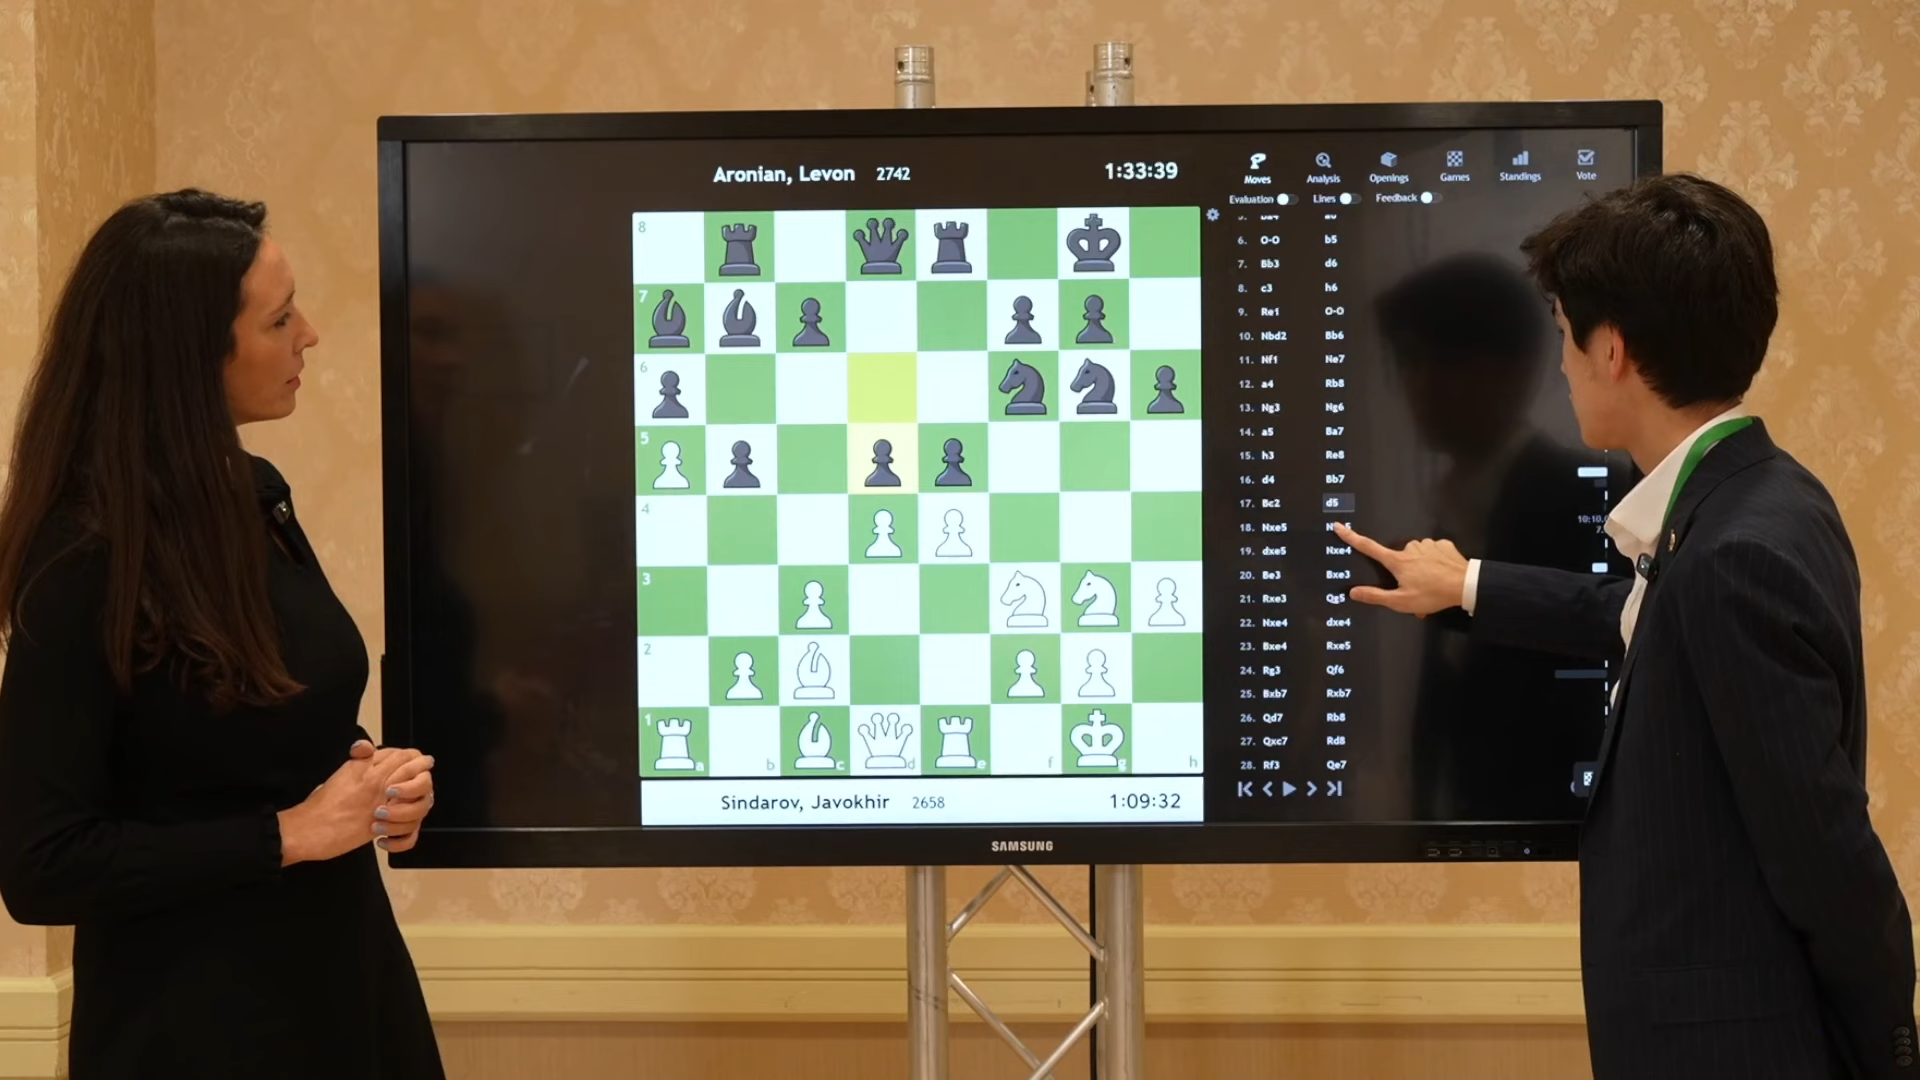 Aronian, Levon 2742 1:33:39
Moves Analysis Openings Games Standings Vote
Evaluation Lines Feedback
8
7
6
5
4
3
2
1
a b c d e f g h
5. Ba4 a6
6. O-O b5
7. Bb3 d6
8. c3 h6
9. Re1 O-O
10. Nbd2 Bb6
11. Nf1 Ne7
12. a4 Rb8
13. Ng3 Ng6
14. a5 Ba7
15. h3 Re8
16. d4 Bb7
17. Bc2 d5
18. Nxe5
19. dxe5 Nxe4
20. Be3 Bxe3
21. Rxe3 Qg5
22. Nxe4 dxe4
23. Bxe4 Rxe5
24. Rg3 Qf6
25. Bxb7 Rxb7
26. Qd7 Rb8
27. Qxc7 Rd8
28. Rf3 Qe7
Sindarov, Javokhir 2658 1:09:32
SAMSUNG